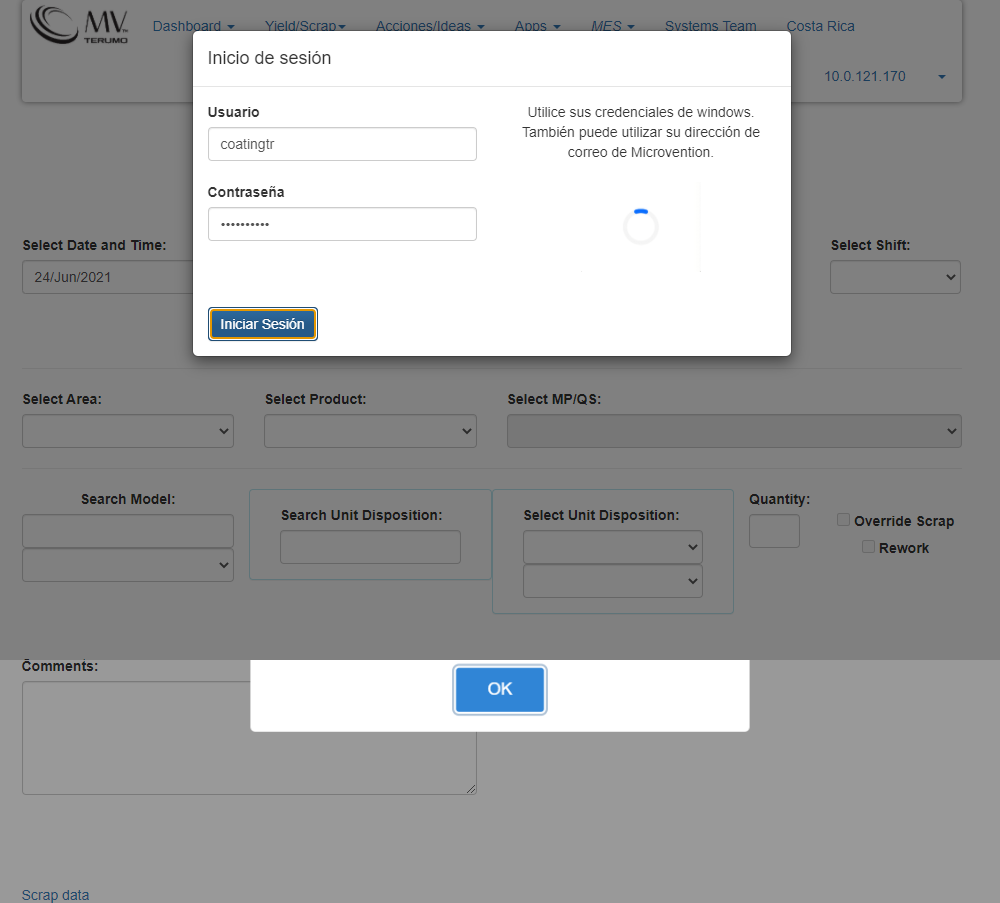 MV
TERUMO
Dashboard
Yield/Scrap
Acciones/Ideas
Apps
MES
Systems Team
Costa Rica
10.0.121.170
Inicio de sesión
Usuario
coatingtr
Contraseña
••••••••••
Utilice sus credenciales de windows.
También puede utilizar su dirección de
correo de Microvention.
Iniciar Sesión
Select Date and Time:
24/Jun/2021
Select Shift:
Select Area:
Select Product:
Select MP/QS:
Search Model:
Search Unit Disposition:
Select Unit Disposition:
Quantity:
Override Scrap
Rework
Comments:
OK
Scrap data